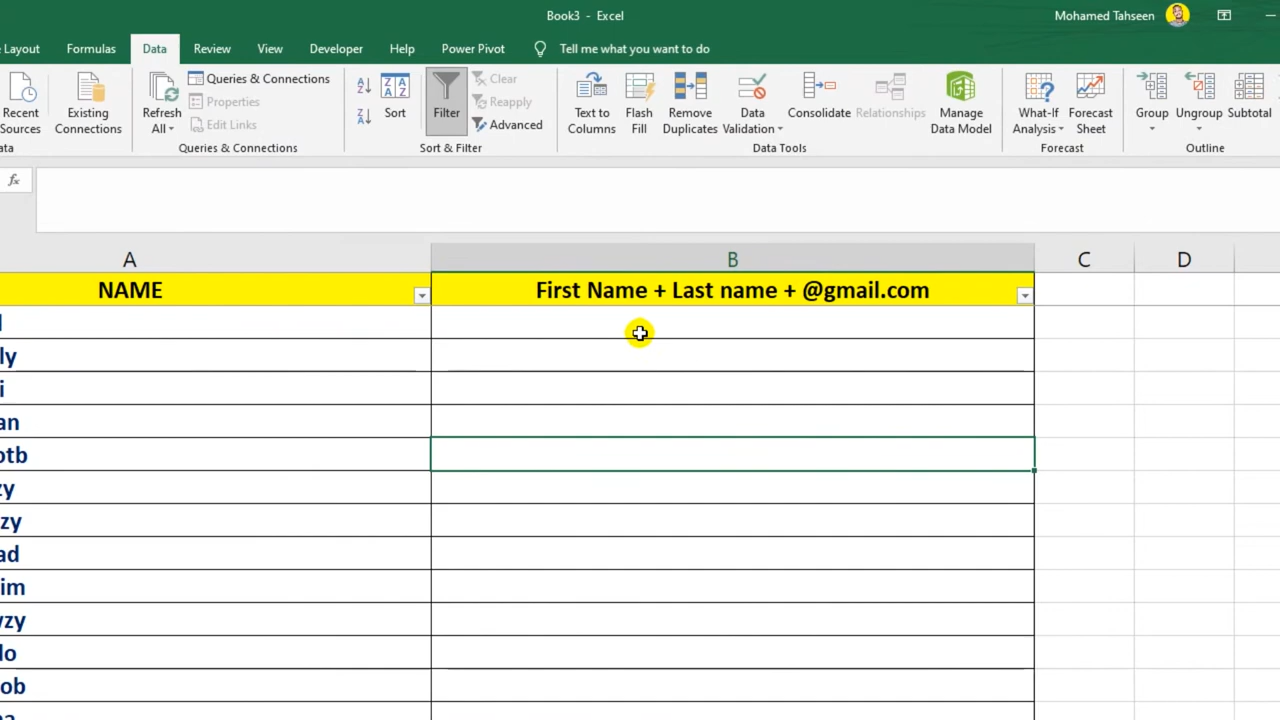 Book3 - Excel
Mohamed Tahseen
Layout Formulas Data Review View Developer Help Power Pivot Tell me what you want to do
Recent Sources
Existing Connections
Refresh All
Queries & Connections
Properties
Edit Links
Queries & Connections
Sort
Filter
Clear
Reapply
Advanced
Sort & Filter
Text to Columns
Flash Fill
Remove Duplicates
Data Validation
Consolidate
Relationships
Manage Data Model
Data Tools
What-If Analysis
Forecast Sheet
Forecast
Group
Ungroup
Subtotal
Outline
fx
A B C D
NAME First Name + Last name + @gmail.com
ly
i
an
otb
zy
zy
ad
im
zy
lo
ob